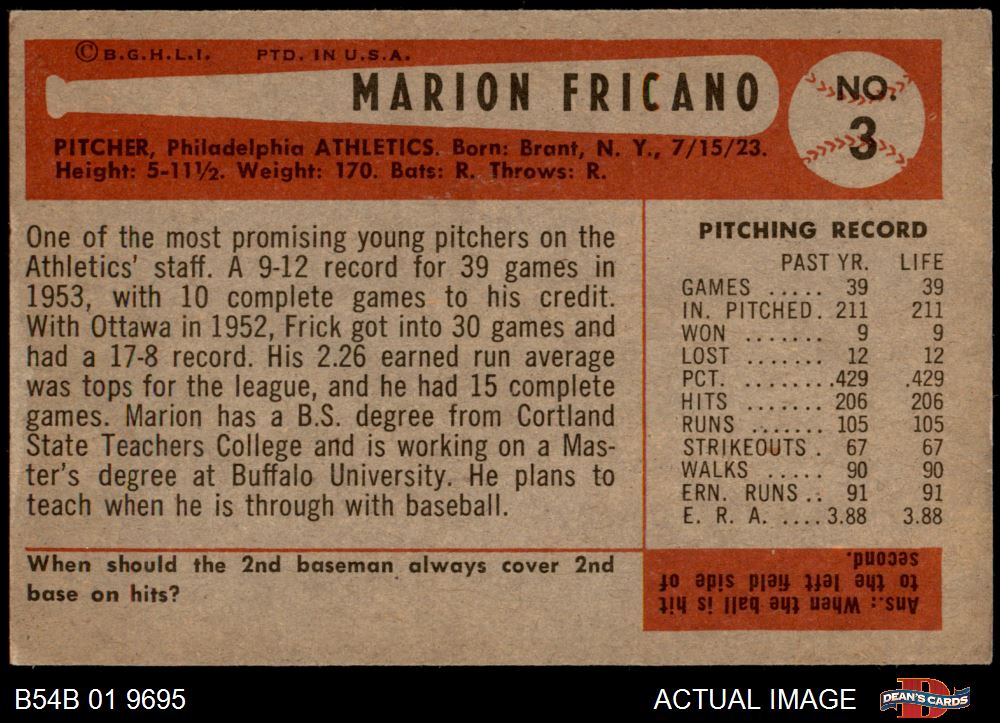 © B.G.H.L.I. PTD. IN U.S.A.
MARION FRICANO
NO.
3
PITCHER, Philadelphia ATHLETICS. Born: Brant, N. Y., 7/15/23.
Height: 5-11½. Weight: 170. Bats: R. Throws: R.
One of the most promising young pitchers on the
Athletics' staff. A 9-12 record for 39 games in
1953, with 10 complete games to his credit.
With Ottawa in 1952, Frick got into 30 games and
had a 17-8 record. His 2.26 earned run average
was tops for the league, and he had 15 complete
games. Marion has a B.S. degree from Cortland
State Teachers College and is working on a Mas-
ter's degree at Buffalo University. He plans to
teach when he is through with baseball.
PITCHING RECORD
PAST YR. LIFE
GAMES ..... 39 39
IN. PITCHED. 211 211
WON ....... 9 9
LOST ....... 12 12
PCT. ........ .429 .429
HITS ....... 206 206
RUNS ...... 105 105
STRIKEOUTS . 67 67
WALKS ..... 90 90
ERN. RUNS .. 91 91
E. R. A. .... 3.88 3.88
When should the 2nd baseman always cover 2nd
base on hits?
Ans.: When the ball is hit
to the left field side of
second.
B54B 01 9695
ACTUAL IMAGE
D
DEAN'S CARDS